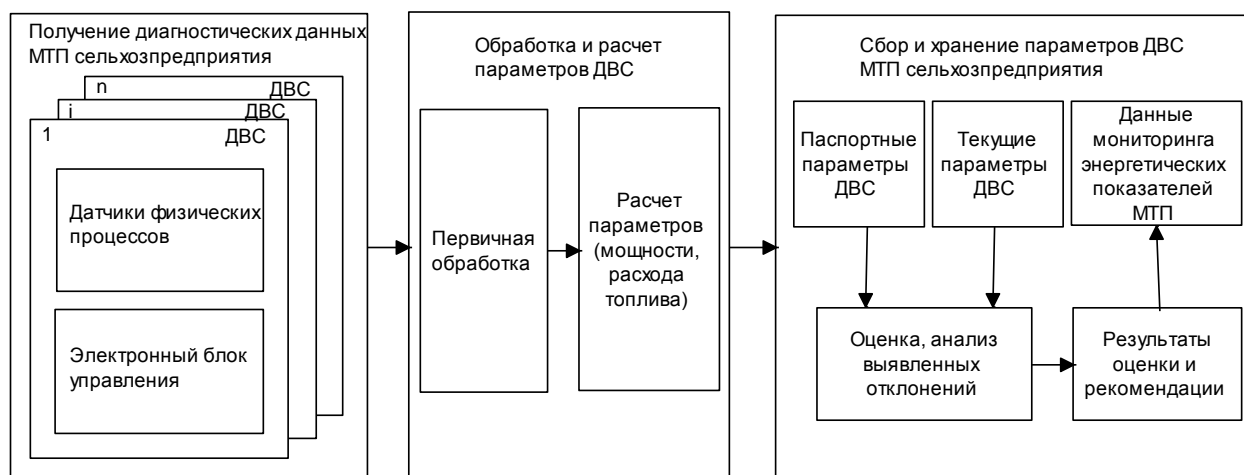 Получение диагностических данных
МТП сельхозпредприятия
n
ДВС
i
ДВС
1
ДВС
Датчики физических
процессов
Электронный блок
управления
Обработка и расчет
параметров ДВС
Первичная
обработка
Расчет
параметров
(мощности,
расхода
топлива)
Сбор и хранение параметров ДВС
МТП сельхозпредприятия
Паспортные
параметры
ДВС
Текущие
параметры
ДВС
Данные
мониторинга
энергетических
показателей
МТП
Оценка, анализ
выявленных
отклонений
Результаты
оценки и
рекомендации